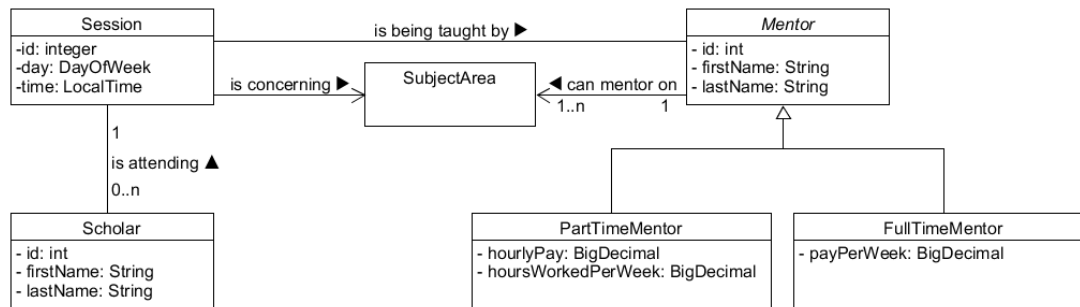 Session
-id: integer
-day: DayOfWeek
-time: LocalTime
is being taught by ▶
Mentor
- id: int
- firstName: String
- lastName: String
is concerning ▶
SubjectArea
◀ can mentor on
1..n
1
1
is attending ▲
0..n
Scholar
- id: int
- firstName: String
- lastName: String
PartTimeMentor
- hourlyPay: BigDecimal
- hoursWorkedPerWeek: BigDecimal
FullTimeMentor
- payPerWeek: BigDecimal